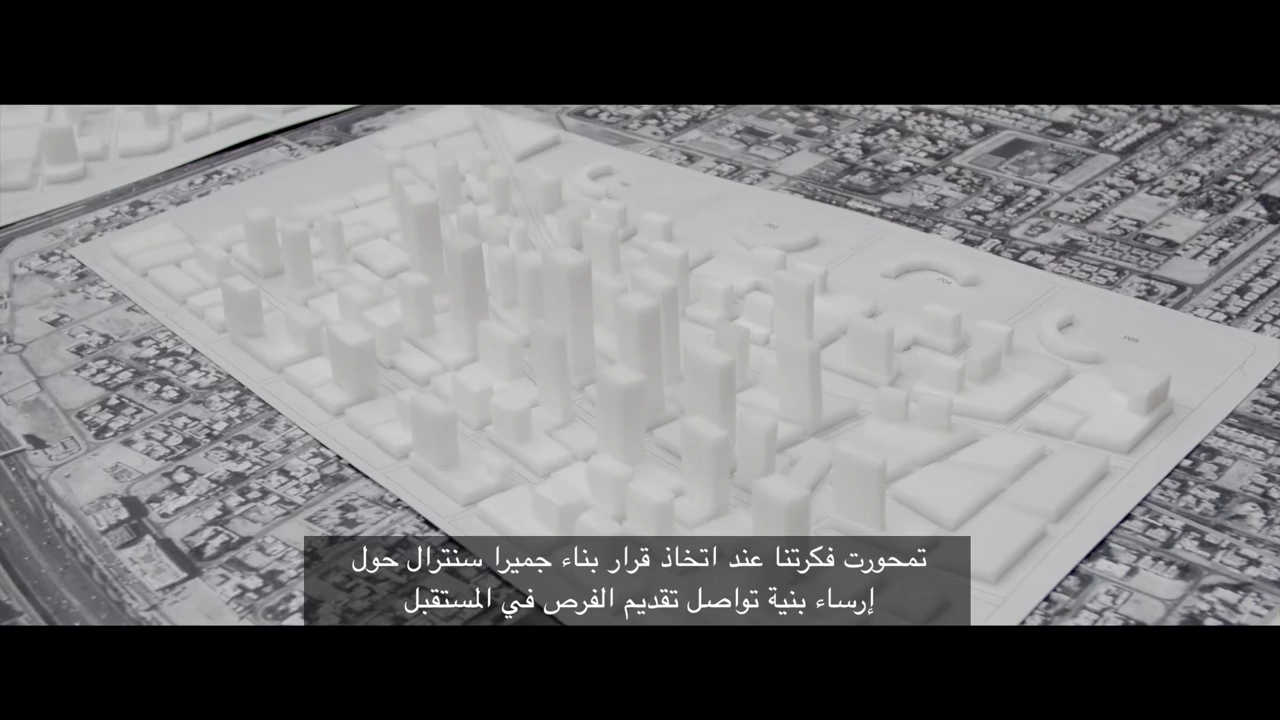 تمحورت فكرتنا عند اتخاذ قرار بناء جميرا سنترال حول
إرساء بنية تواصل تقديم الفرص في المستقبل